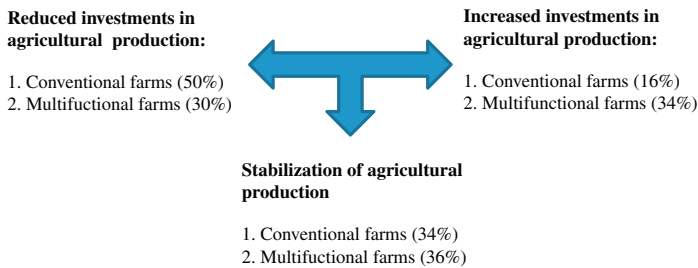 Reduced investments in
agricultural production:
1. Conventional farms (50%)
2. Multifuctional farms (30%)
Increased investments in
agricultural production:
1. Conventional farms (16%)
2. Multifunctional farms (34%)
Stabilization of agricultural
production
1. Conventional farms (34%)
2. Multifuctional farms (36%)